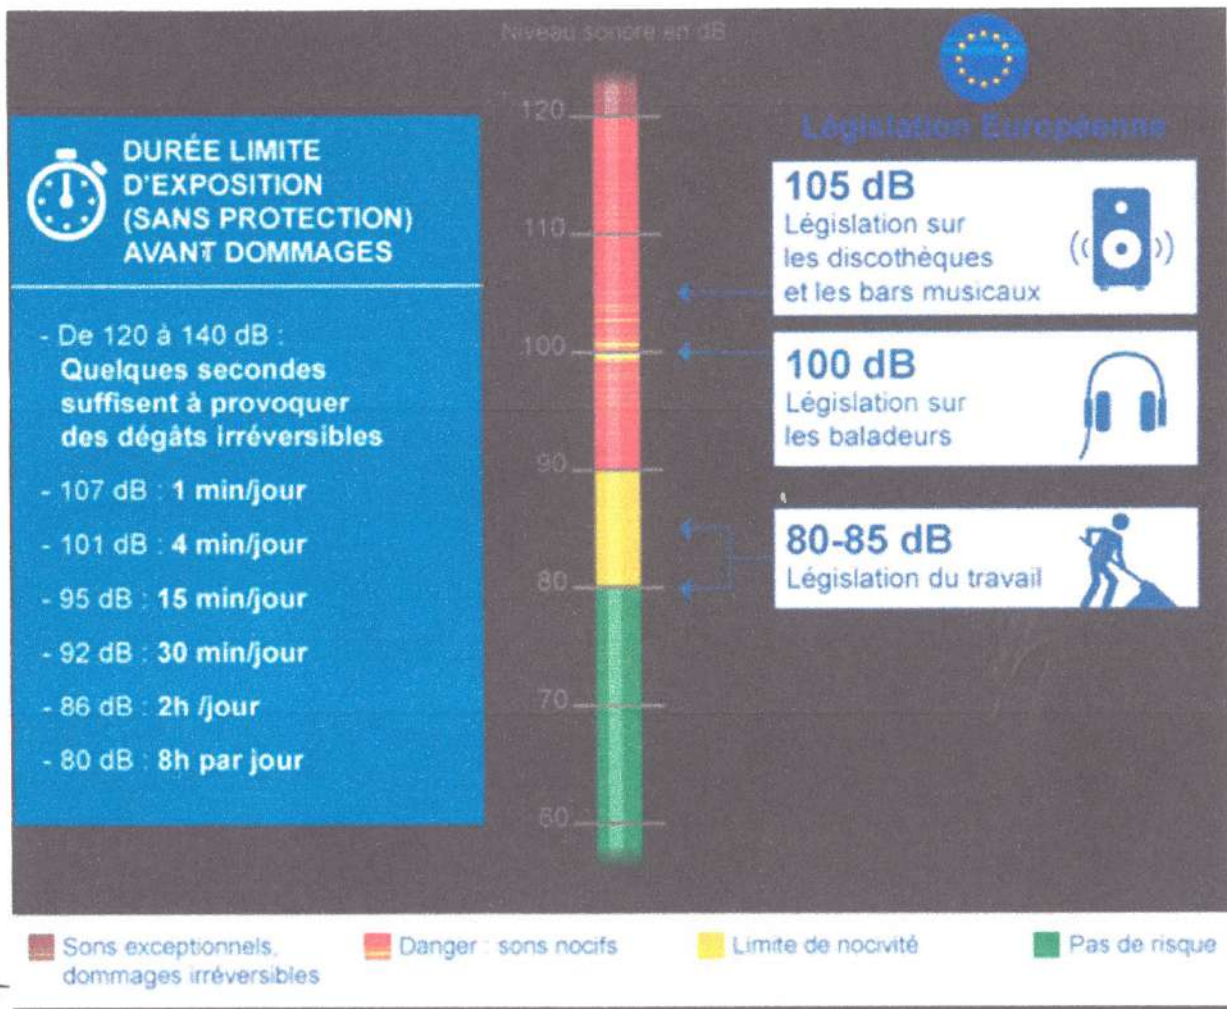 Niveau sonore en dB
DURÉE LIMITE
D'EXPOSITION
(SANS PROTECTION)
AVANT DOMMAGES
- De 120 à 140 dB :
Quelques secondes
suffisent à provoquer
des dégâts irréversibles
- 107 dB : 1 min/jour
- 101 dB : 4 min/jour
- 95 dB : 15 min/jour
- 92 dB : 30 min/jour
- 86 dB : 2h /jour
- 80 dB : 8h par jour
120
110
100
90
80
70
60
Législation Européenne
105 dB
Législation sur
les discothèques
et les bars musicaux
100 dB
Législation sur
les baladeurs
80-85 dB
Législation du travail
Sons exceptionnels,
dommages irréversibles
Danger : sons nocifs
Limite de nocivité
Pas de risque